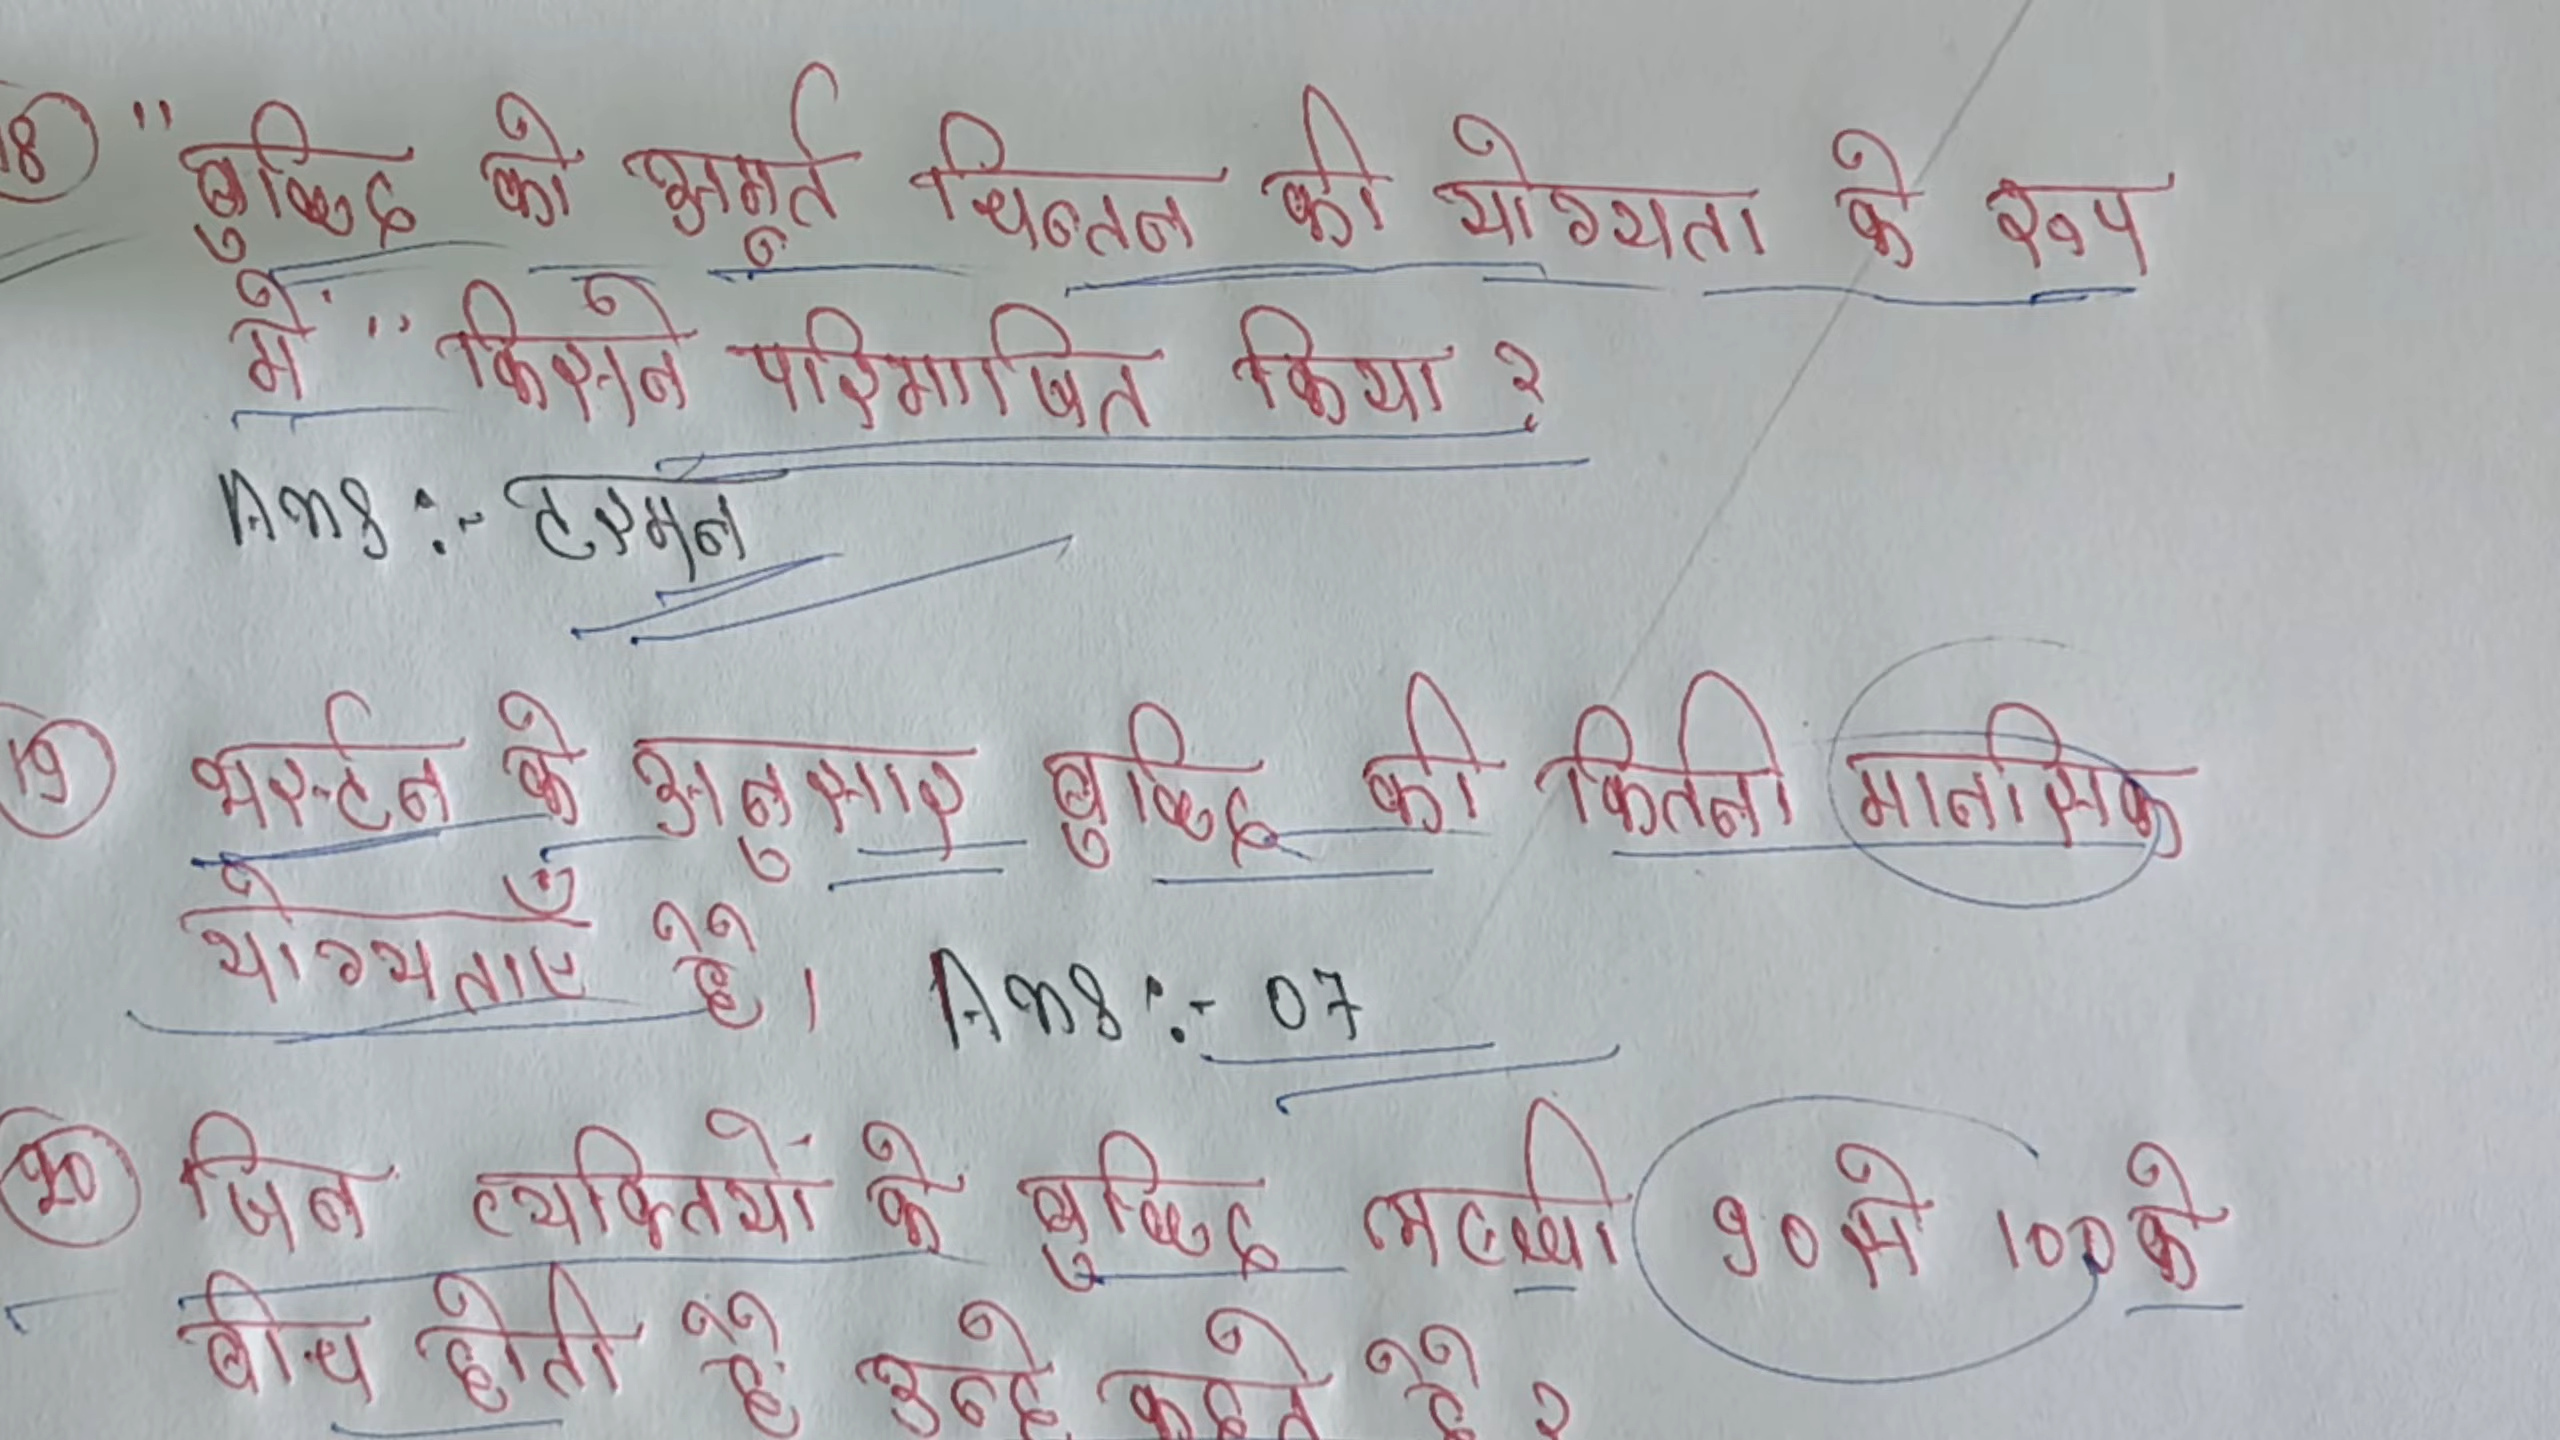 18) "बुद्धि को अमूर्त चिन्तन की योग्यता के रूप
में" किसने परिभाषित किया ?
Ans :- टरमन
19) भर्स्टन के अनुसार बुद्धि की कितनी मानसिक
योग्यताएँ हैं। Ans :- 07
20) जिन व्यक्तियों के बुद्धि लब्धी 90 से 100 के
बीच होती हैं उन्हे कहते हैं ?